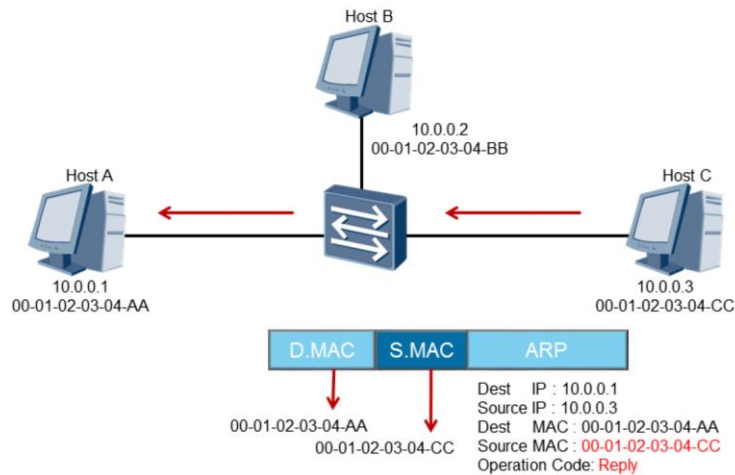 Host B
10.0.0.2
00-01-02-03-04-BB
Host A
Host C
10.0.0.1
00-01-02-03-04-AA
10.0.0.3
00-01-02-03-04-CC
D.MAC S.MAC ARP
00-01-02-03-04-AA
00-01-02-03-04-CC
Dest IP : 10.0.0.1
Source IP : 10.0.0.3
Dest MAC : 00-01-02-03-04-AA
Source MAC : 00-01-02-03-04-CC
Operation Code: Reply